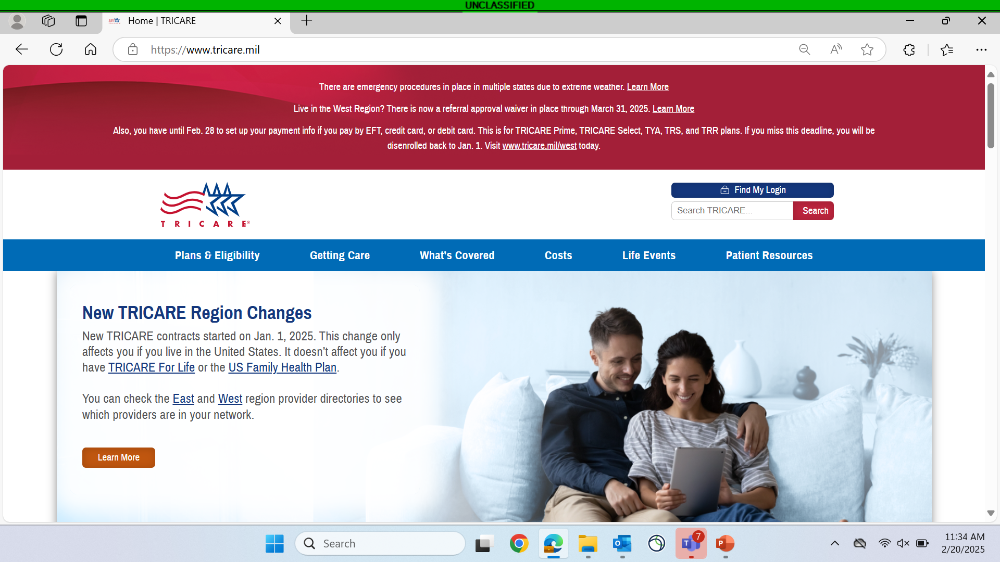 UNCLASSIFIED
Home | TRICARE
https://www.tricare.mil
There are emergency procedures in place in multiple states due to extreme weather. Learn More
Live in the West Region? There is now a referral approval waiver in place through March 31, 2025. Learn More
Also, you have until Feb. 28 to set up your payment info if you pay by EFT, credit card, or debit card. This is for TRICARE Prime, TRICARE Select, TYA, TRS, and TRR plans. If you miss this deadline, you will be
disenrolled back to Jan. 1. Visit www.tricare.mil/west today.
TRICARE®
Find My Login
Search TRICARE... Search
Plans & Eligibility Getting Care What's Covered Costs Life Events Patient Resources
New TRICARE Region Changes
New TRICARE contracts started on Jan. 1, 2025. This change only
affects you if you live in the United States. It doesn’t affect you if you
have TRICARE For Life or the US Family Health Plan.
You can check the East and West region provider directories to see
which providers are in your network.
Learn More
Search
7
11:34 AM
2/20/2025